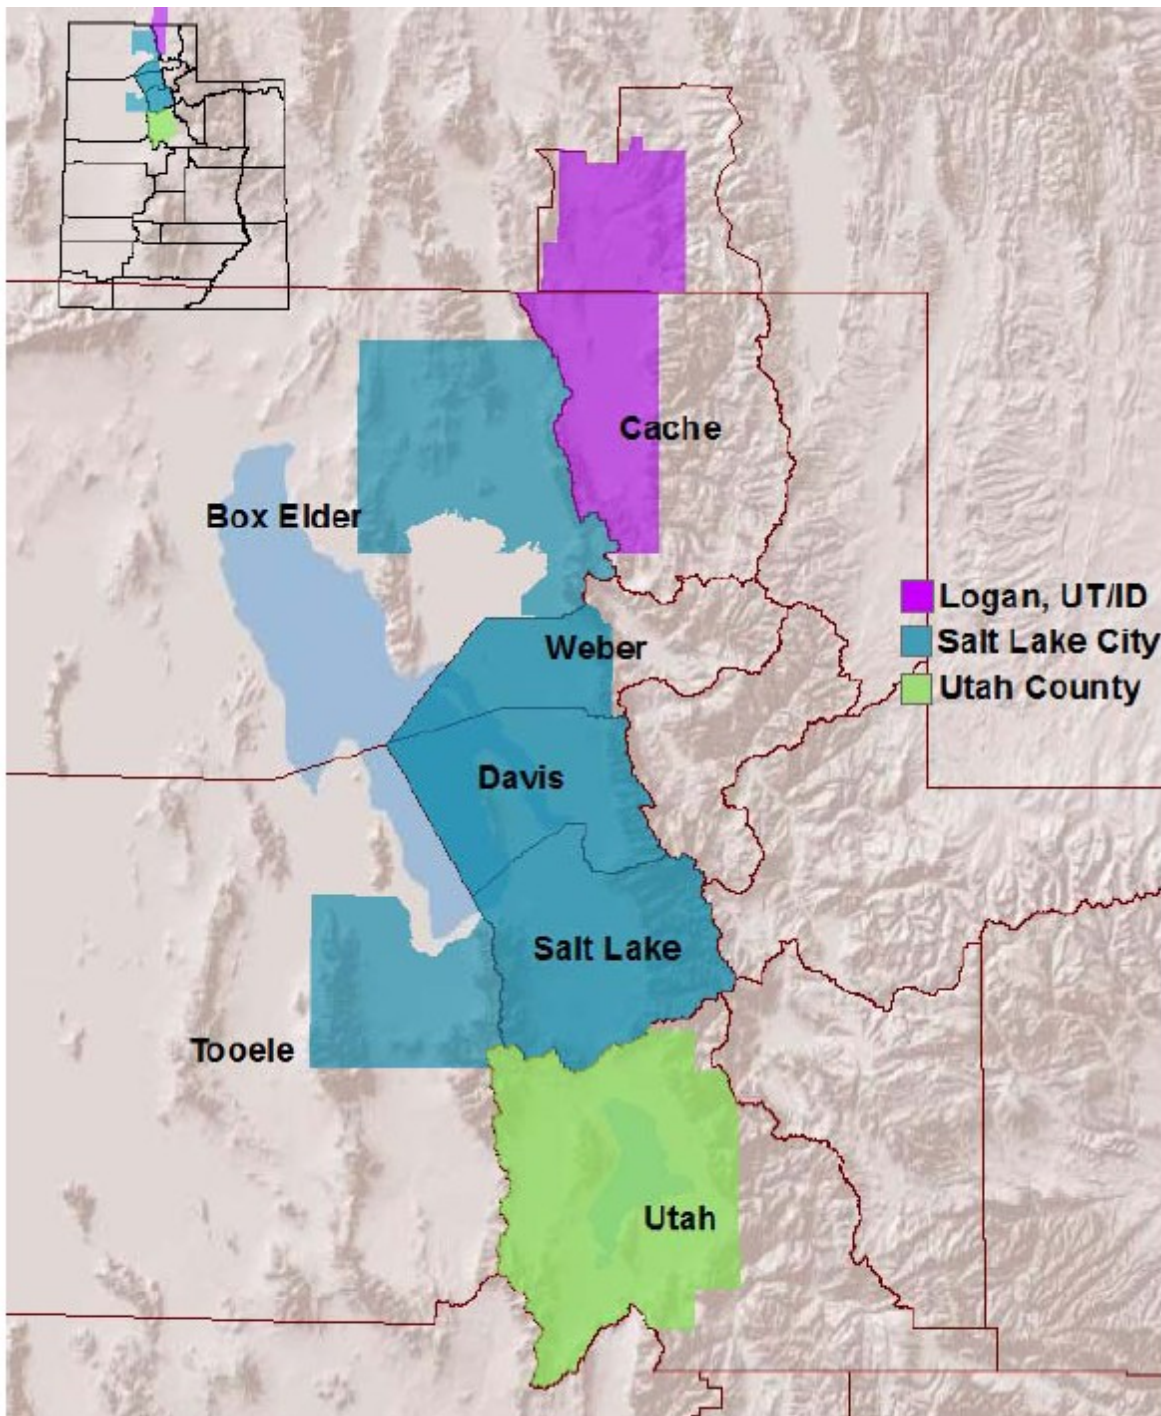 Cache
Box Elder
Logan, UT/ID
Salt Lake City
Utah County
Weber
Davis
Salt Lake
Tooele
Utah